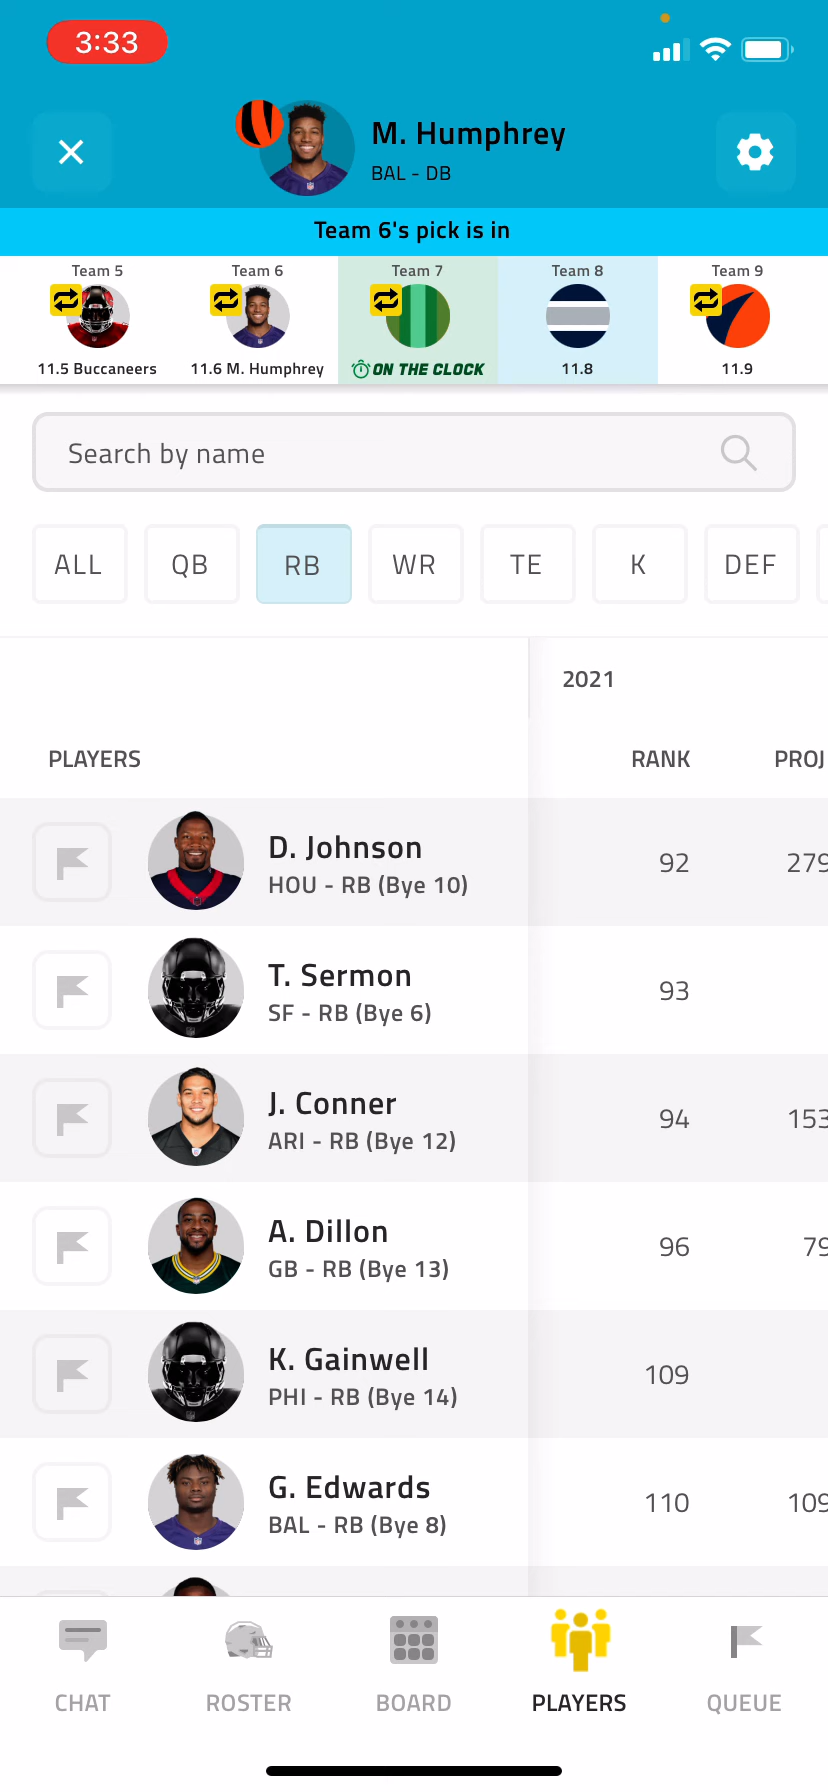 3:33
M. Humphrey
BAL - DB
Team 6's pick is in
Team 5 Team 6 Team 7 Team 8 Team 9
11.5 Buccaneers 11.6 M. Humphrey ON THE CLOCK 11.8 11.9
Search by name
ALL QB RB WR TE K DEF
2021
PLAYERS RANK PROJ
D. Johnson
HOU - RB (Bye 10) 92 279
T. Sermon
SF - RB (Bye 6) 93
J. Conner
ARI - RB (Bye 12) 94 153
A. Dillon
GB - RB (Bye 13) 96 79
K. Gainwell
PHI - RB (Bye 14) 109
G. Edwards
BAL - RB (Bye 8) 110 109
CHAT ROSTER BOARD PLAYERS QUEUE